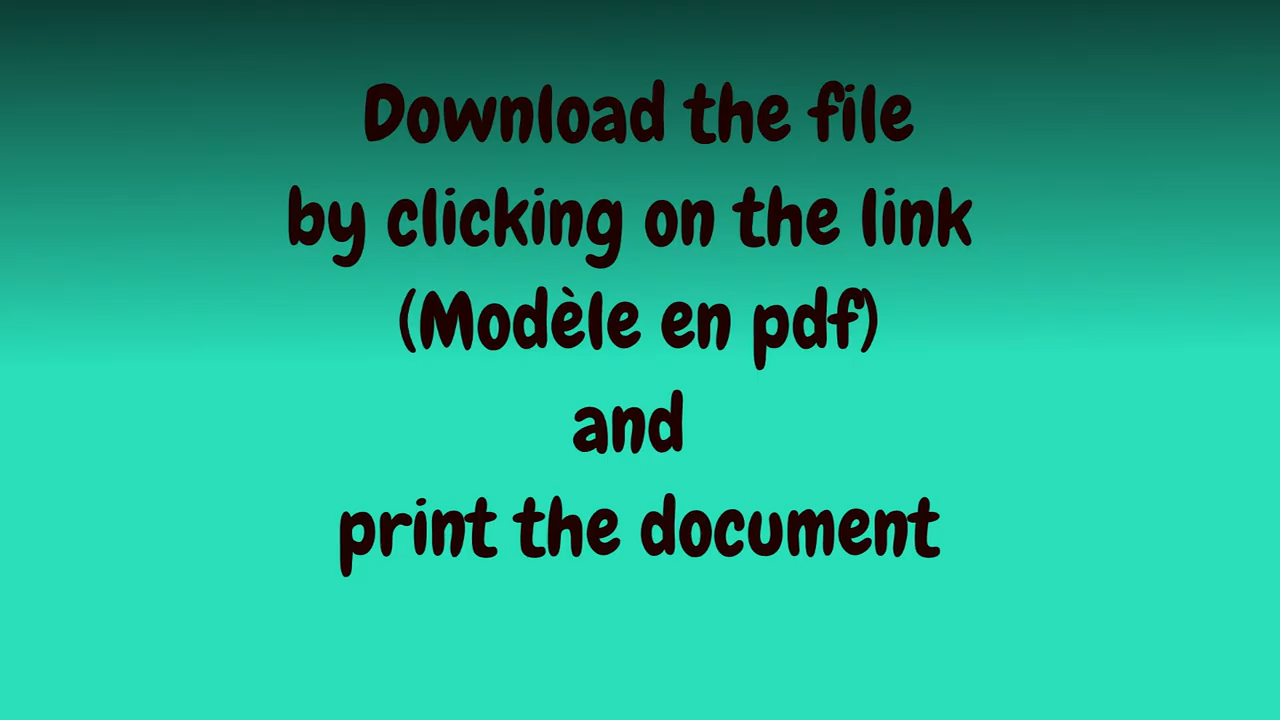 Download the file
by clicking on the link
(Modèle en pdf)
and
print the document